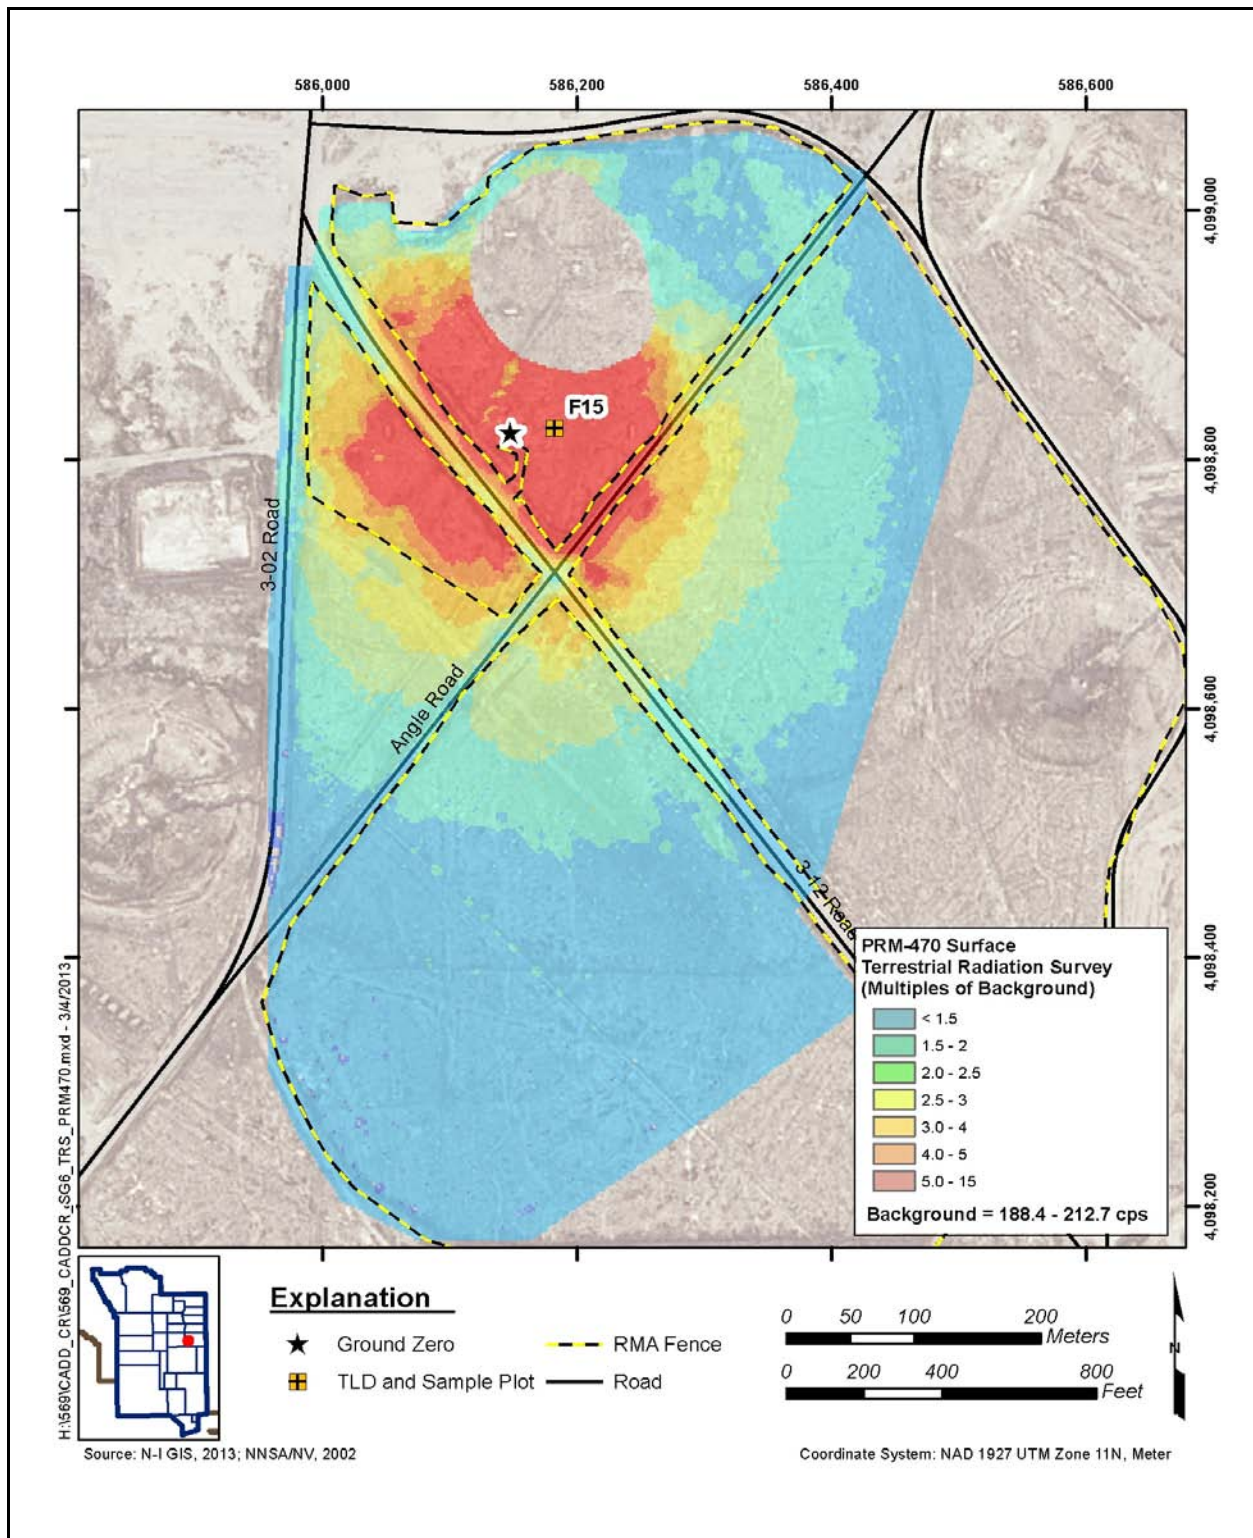 586,000
586,200
586,400
586,600
4,099,000
4,098,800
4,098,600
4,098,400
4,098,200
F15
3-02 Road
Angle Road
3-12 Road
PRM-470 Surface
Terrestrial Radiation Survey
(Multiples of Background)
< 1.5
1.5 - 2
2.0 - 2.5
2.5 - 3
3.0 - 4
4.0 - 5
5.0 - 15
Background = 188.4 - 212.7 cps
H:\569\CADD_CR\569_CADDCR_SG6_TRS_PRM470.mxd - 3/4/2013
Explanation
Ground Zero
RMA Fence
TLD and Sample Plot
Road
0 50 100 200
Meters
0 200 400 800
Feet
N
Source: N-I GIS, 2013; NNSA/NV, 2002
Coordinate System: NAD 1927 UTM Zone 11N, Meter